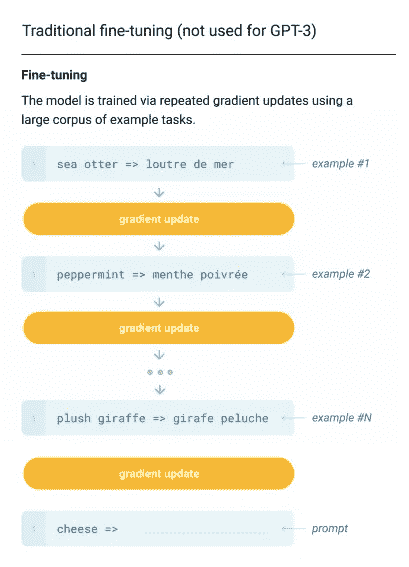 Traditional fine-tuning (not used for GPT-3)
Fine-tuning
The model is trained via repeated gradient updates using a
large corpus of example tasks.
1 sea otter => loutre de mer example #1
gradient update
1 peppermint => menthe poivrée example #2
gradient update
1 plush giraffe => girafe peluche example #N
gradient update
1 cheese => prompt